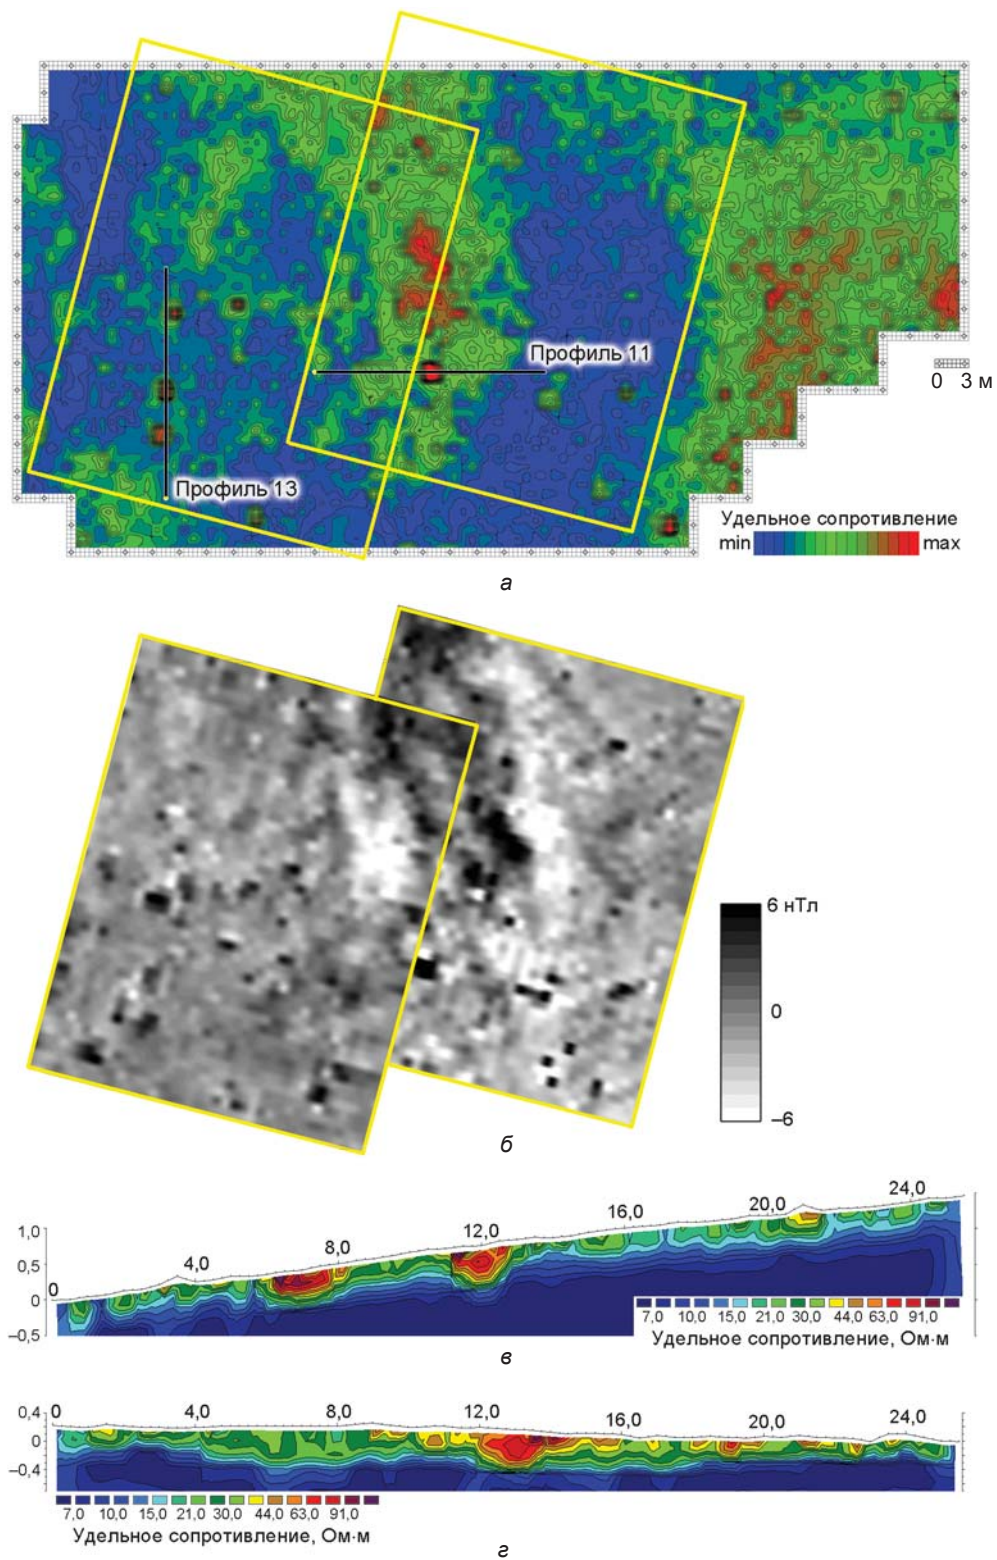 Профиль 11
0 3 м
Профиль 13
Удельное сопротивление
min max
а
6 нТл
0
–6
б
24,0
20,0
16,0
12,0
8,0
4,0
0
1,0
0,5
0
–0,5
7,0 10,0 15,0 21,0 30,0 44,0 63,0 91,0
Удельное сопротивление, Ом·м
в
0 4,0 8,0 12,0 16,0 20,0 24,0
0,4
0
–0,4
7,0 10,0 15,0 21,0 30,0 44,0 63,0 91,0
Удельное сопротивление, Ом·м
г